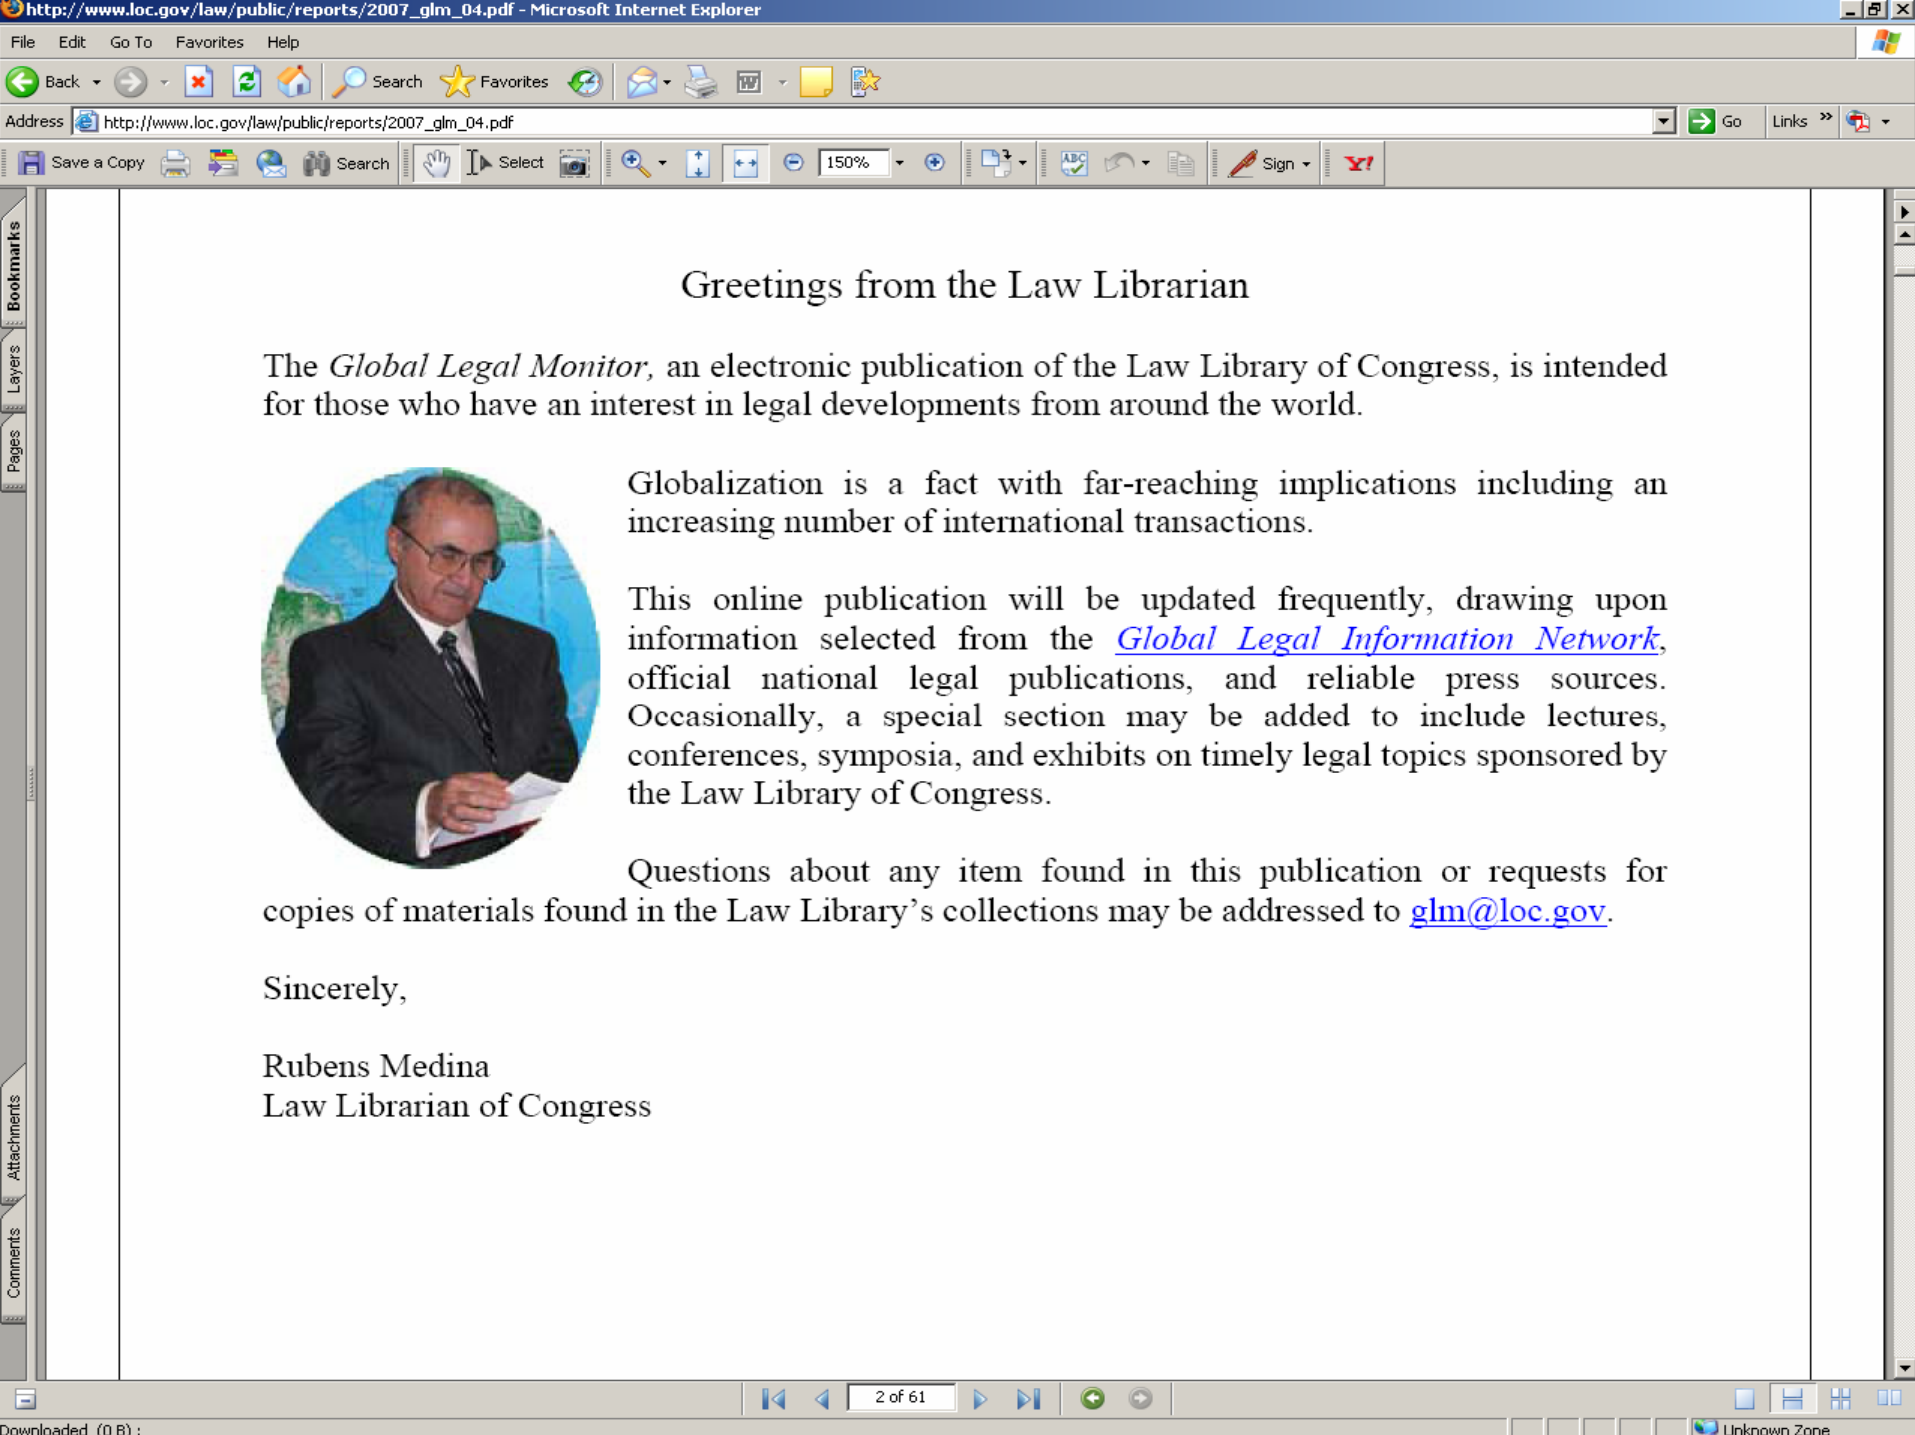 http://www.loc.gov/law/public/reports/2007_glm_04.pdf - Microsoft Internet Explorer
File Edit Go To Favorites Help
Back Search Favorites
Address http://www.loc.gov/law/public/reports/2007_glm_04.pdf Go Links »
Save a Copy Search Select 150% Sign Y!
Bookmarks
Layers
Pages
Greetings from the Law Librarian
The Global Legal Monitor, an electronic publication of the Law Library of Congress, is intended
for those who have an interest in legal developments from around the world.
Globalization is a fact with far-reaching implications including an
increasing number of international transactions.
This online publication will be updated frequently, drawing upon
information selected from the Global Legal Information Network,
official national legal publications, and reliable press sources.
Occasionally, a special section may be added to include lectures,
conferences, symposia, and exhibits on timely legal topics sponsored by
the Law Library of Congress.
Questions about any item found in this publication or requests for
copies of materials found in the Law Library’s collections may be addressed to glm@loc.gov.
Sincerely,
Rubens Medina
Law Librarian of Congress
Attachments
Comments
2 of 61
Downloaded (0 B) : Unknown Zone